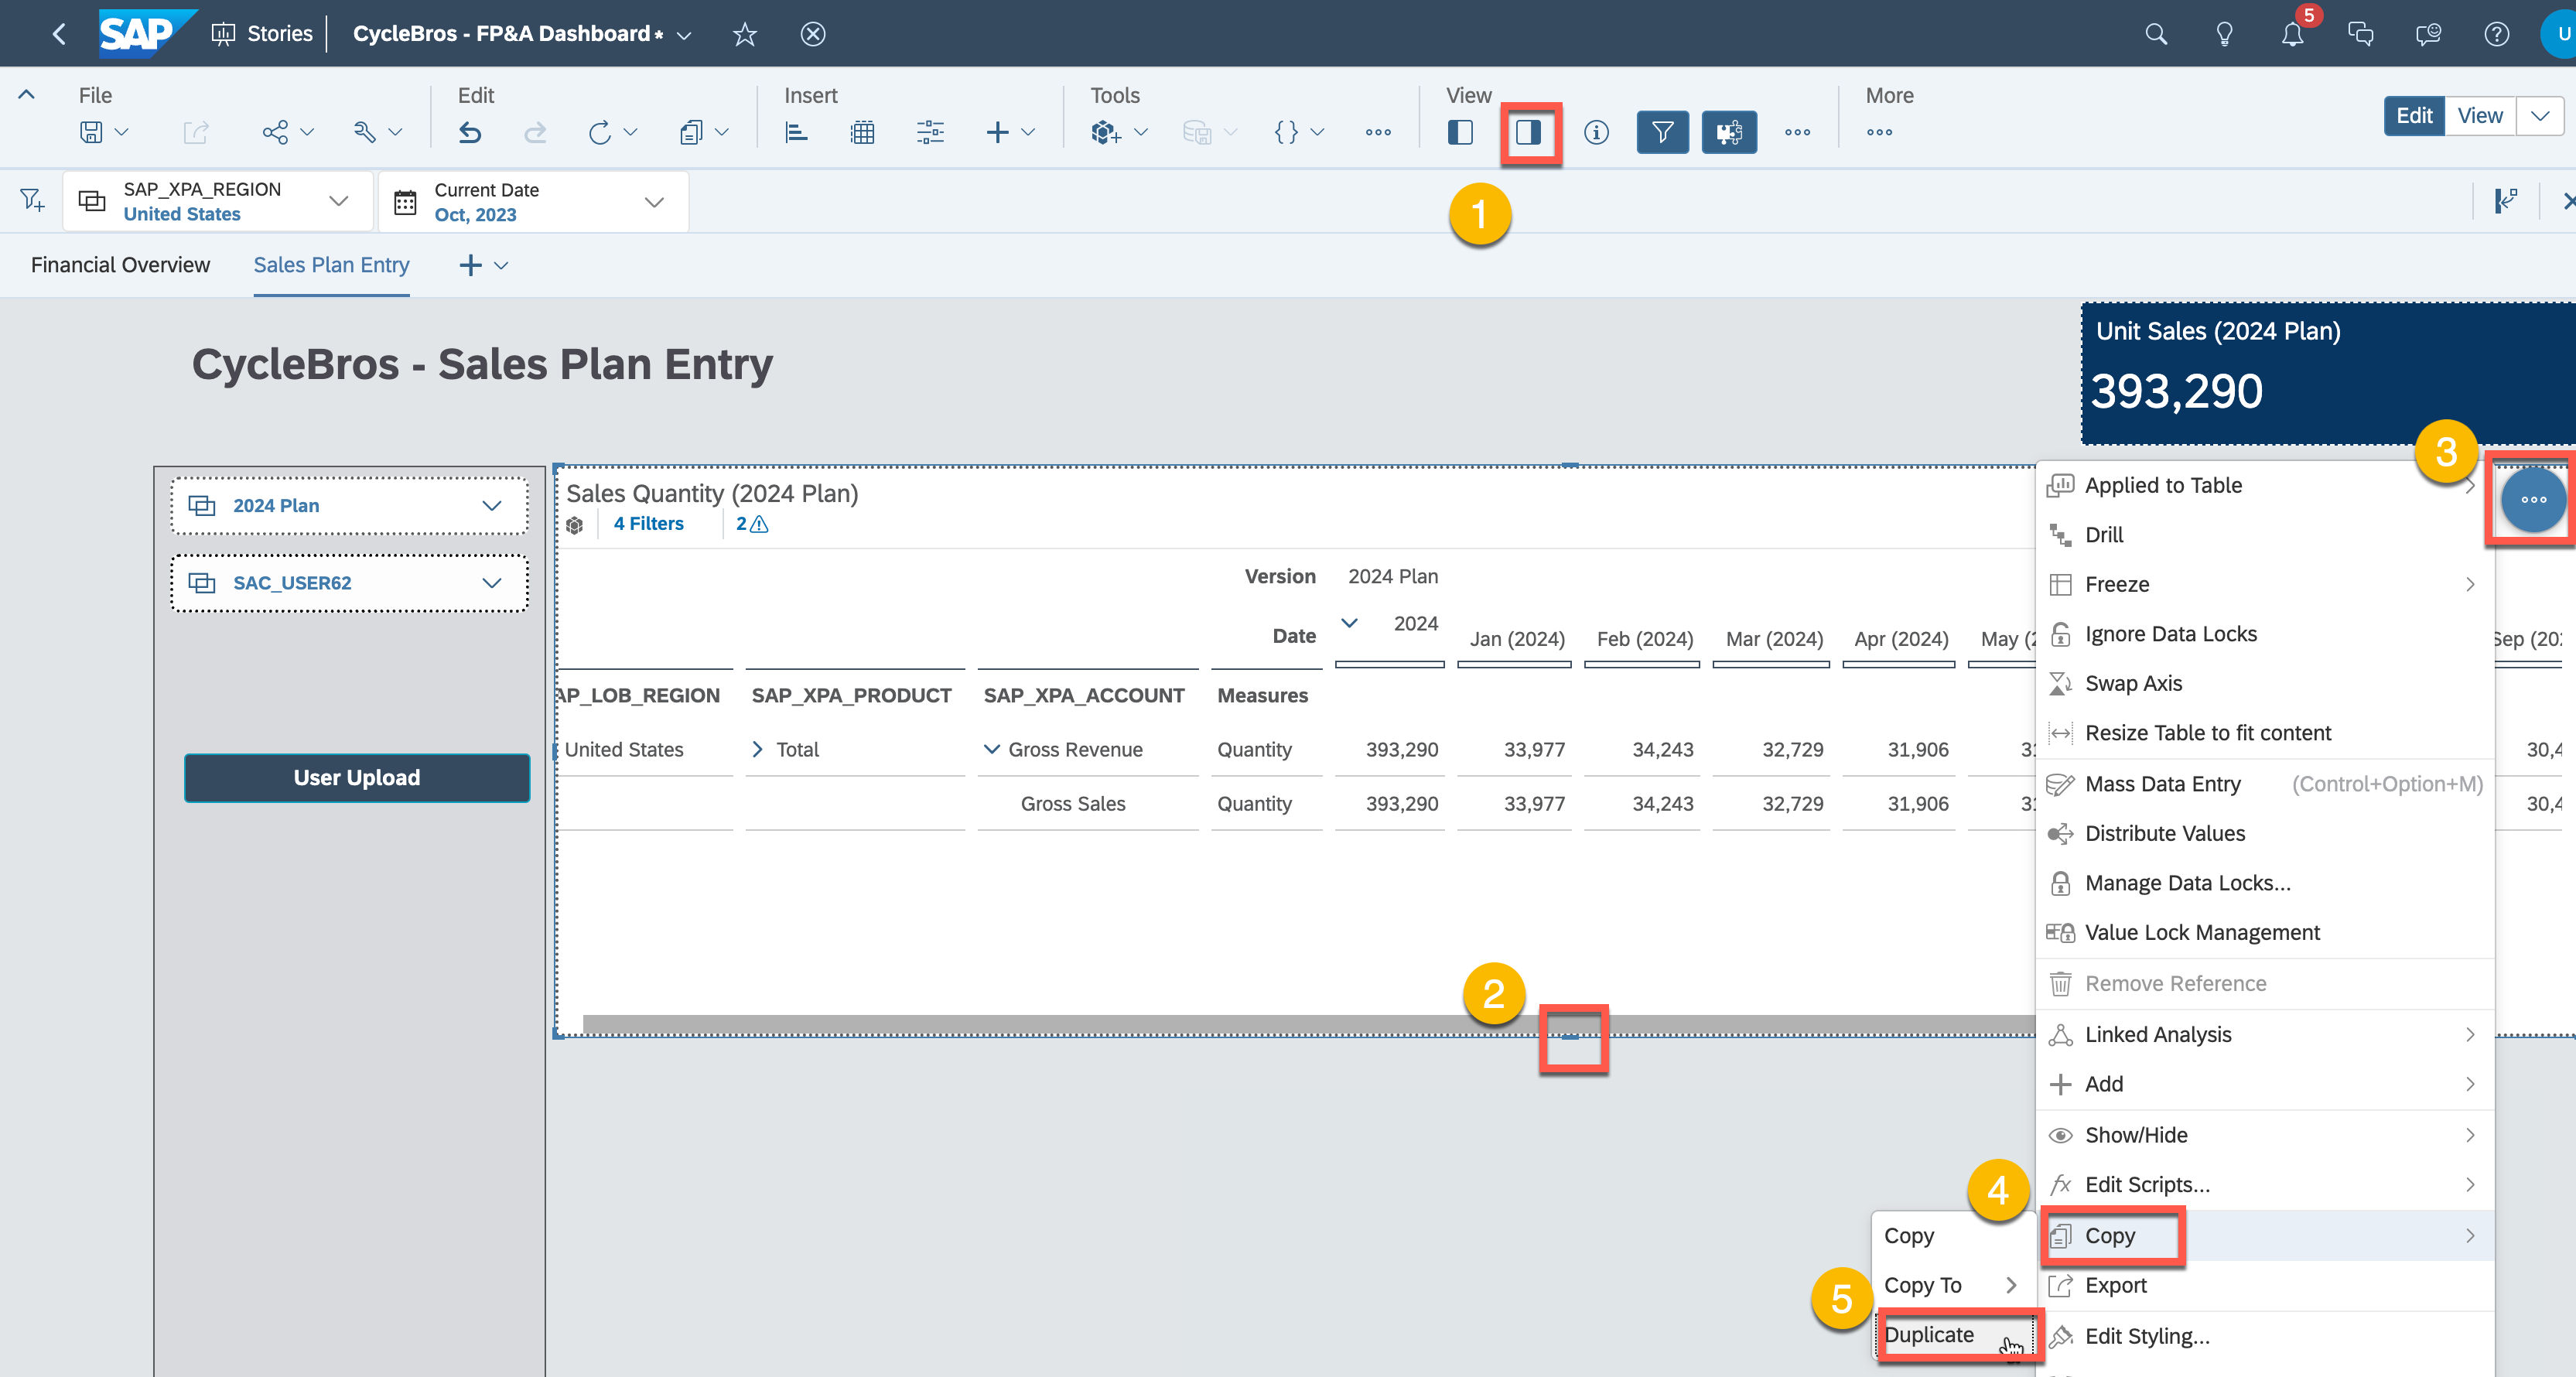 SAP Stories CycleBros - FP&A Dashboard* 5 U
File Edit Insert Tools View More
Edit View
1
SAP_XPA_REGION
United States
Current Date
Oct, 2023
Financial Overview Sales Plan Entry
CycleBros - Sales Plan Entry
Unit Sales (2024 Plan)
393,290
3
2024 Plan
SAC_USER62
User Upload
Sales Quantity (2024 Plan)
4 Filters 2
Version 2024 Plan
Date 2024 Jan (2024) Feb (2024) Mar (2024) Apr (2024) May (2 Sep (20
AP_LOB_REGION SAP_XPA_PRODUCT SAP_XPA_ACCOUNT Measures
United States Total Gross Revenue Quantity 393,290 33,977 34,243 32,729 31,906 31 30,4
Gross Sales Quantity 393,290 33,977 34,243 32,729 31,906 31 30,4
2
Applied to Table
Drill
Freeze
Ignore Data Locks
Swap Axis
Resize Table to fit content
Mass Data Entry (Control+Option+M)
Distribute Values
Manage Data Locks...
Value Lock Management
Remove Reference
Linked Analysis
Add
Show/Hide
fx Edit Scripts...
4
Copy
Export
Edit Styling...
Copy
Copy To
5
Duplicate